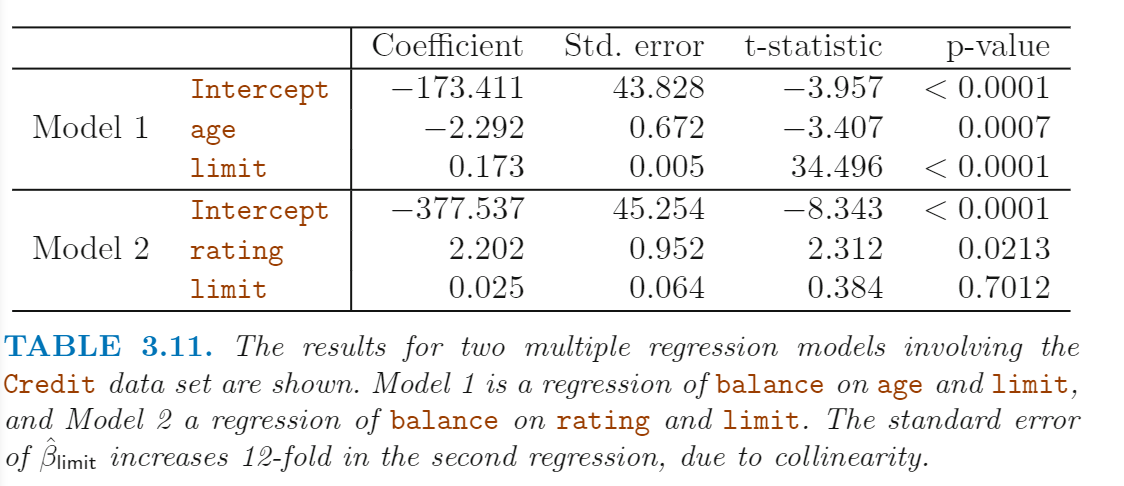 Coefficient Std. error t-statistic p-value
Intercept −173.411 43.828 −3.957 < 0.0001
Model 1 age −2.292 0.672 −3.407 0.0007
limit 0.173 0.005 34.496 < 0.0001
Intercept −377.537 45.254 −8.343 < 0.0001
Model 2 rating 2.202 0.952 2.312 0.0213
limit 0.025 0.064 0.384 0.7012
TABLE 3.11. The results for two multiple regression models involving the
Credit data set are shown. Model 1 is a regression of balance on age and limit,
and Model 2 a regression of balance on rating and limit. The standard error
of β̂limit increases 12-fold in the second regression, due to collinearity.